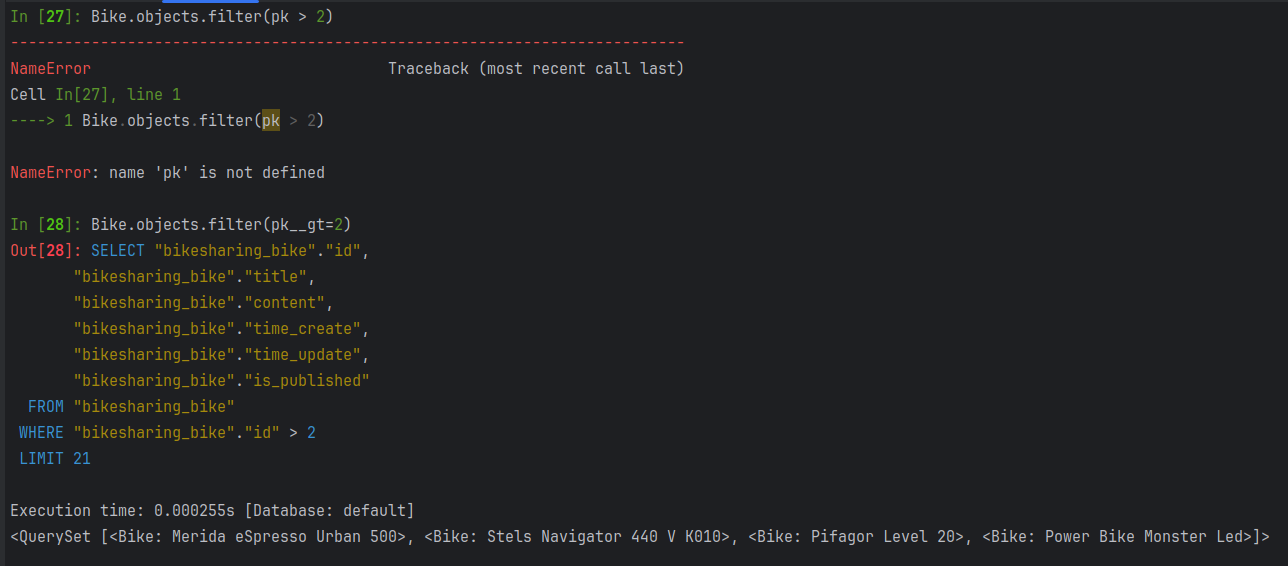 In [27]: Bike.objects.filter(pk > 2)
---------------------------------------------------------------------------
NameError                                 Traceback (most recent call last)
Cell In[27], line 1
----> 1 Bike.objects.filter(pk > 2)
NameError: name 'pk' is not defined
In [28]: Bike.objects.filter(pk__gt=2)
Out[28]: SELECT "bikesharing_bike"."id",
       "bikesharing_bike"."title",
       "bikesharing_bike"."content",
       "bikesharing_bike"."time_create",
       "bikesharing_bike"."time_update",
       "bikesharing_bike"."is_published"
  FROM "bikesharing_bike"
 WHERE "bikesharing_bike"."id" > 2
 LIMIT 21
Execution time: 0.000255s [Database: default]
<QuerySet [<Bike: Merida eSpresso Urban 500>, <Bike: Stels Navigator 440 V K010>, <Bike: Pifagor Level 20>, <Bike: Power Bike Monster Led>]>